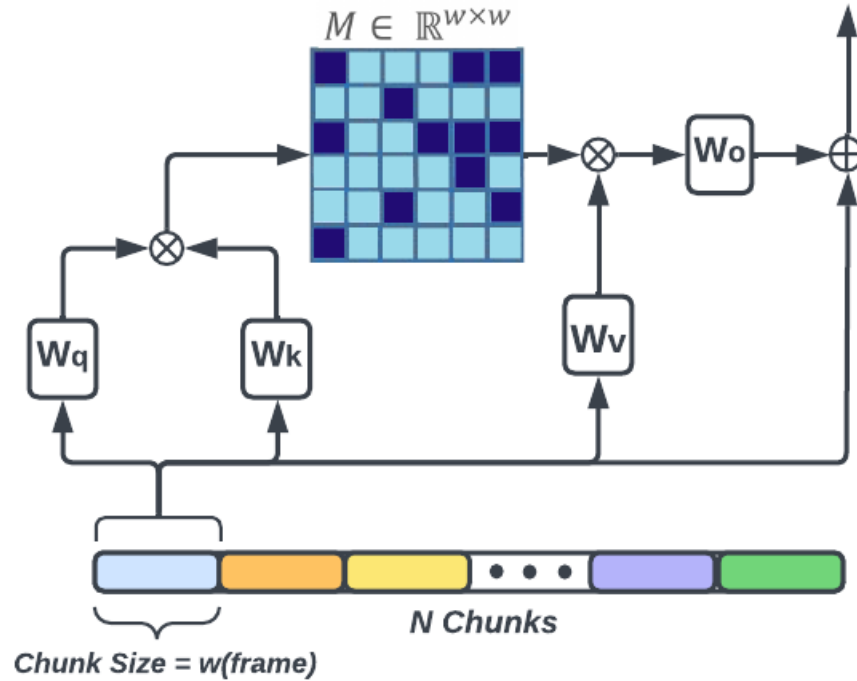 M ∈ ℝ^{w×w}
Wo
Wq
Wk
Wv
N Chunks
Chunk Size = w(frame)